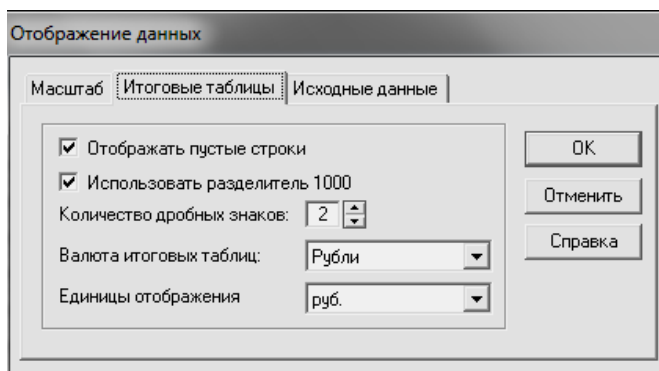 Отображение данных
Масштаб Итоговые таблицы Исходные данные
Отображать пустые строки
Использовать разделитель 1000
Количество дробных знаков: 2
Валюта итоговых таблиц: Рубли
Единицы отображения руб.
OK
Отменить
Справка